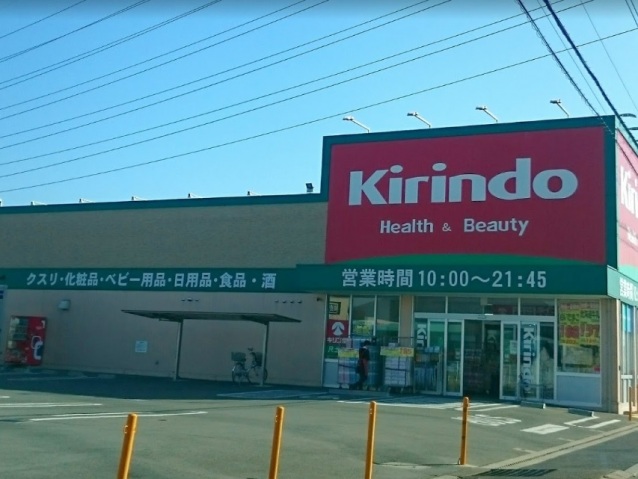 Kirindo
Health & Beauty
クスリ・化粧品・ベビー用品・日用品・食品・酒
営業時間 10:00～21:45